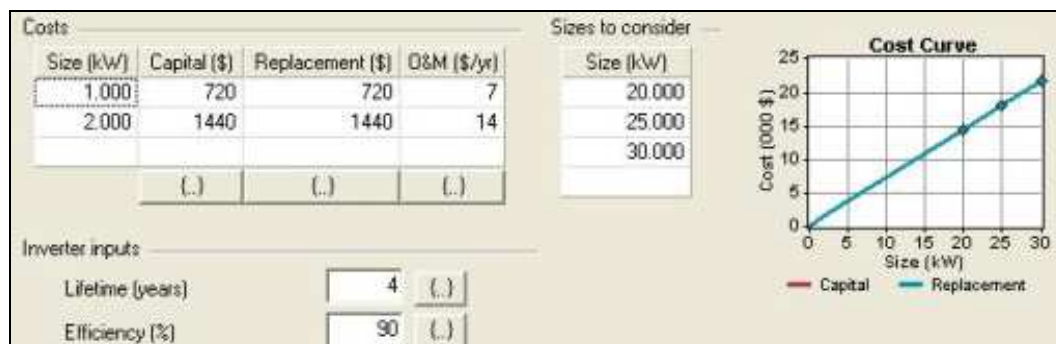 Costs
Size (kW) Capital ($) Replacement ($) O&M ($/yr)
1.000 720 720 7
2.000 1440 1440 14
{..} {..} {..}
Sizes to consider
Size (kW)
20.000
25.000
30.000
Cost Curve
Cost (000 $)
25
20
15
10
5
0
0 5 10 15 20 25 30
Size (kW)
Capital Replacement
Inverter inputs
Lifetime (years) 4 {..}
Efficiency (%) 90 {..}